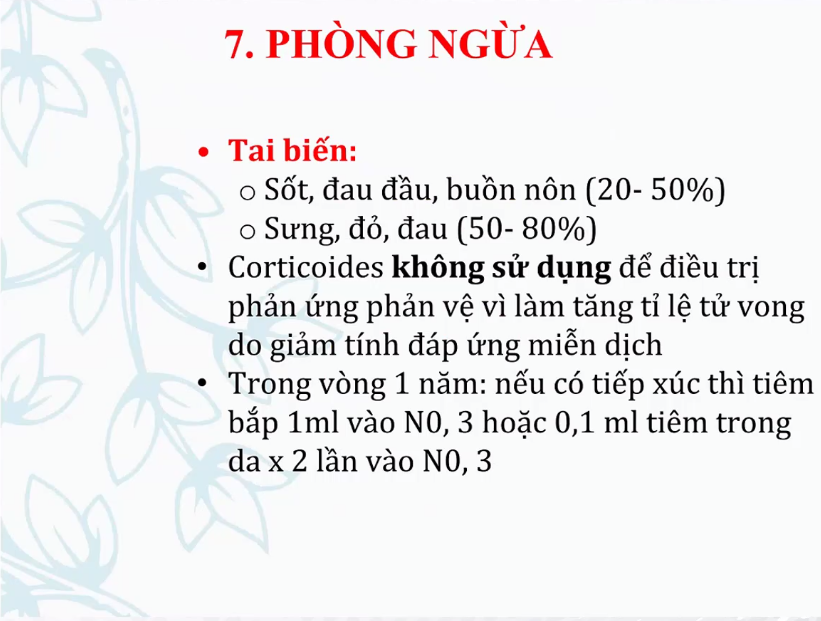 7. PHÒNG NGỪA
• Tai biến:
o Sốt, đau đầu, buồn nôn (20- 50%)
o Sưng, đỏ, đau (50- 80%)
• Corticoides không sử dụng để điều trị
phản ứng phản vệ vì làm tăng tỉ lệ tử vong
do giảm tính đáp ứng miễn dịch
• Trong vòng 1 năm: nếu có tiếp xúc thì tiêm
bắp 1ml vào N0, 3 hoặc 0,1 ml tiêm trong
da x 2 lần vào N0, 3